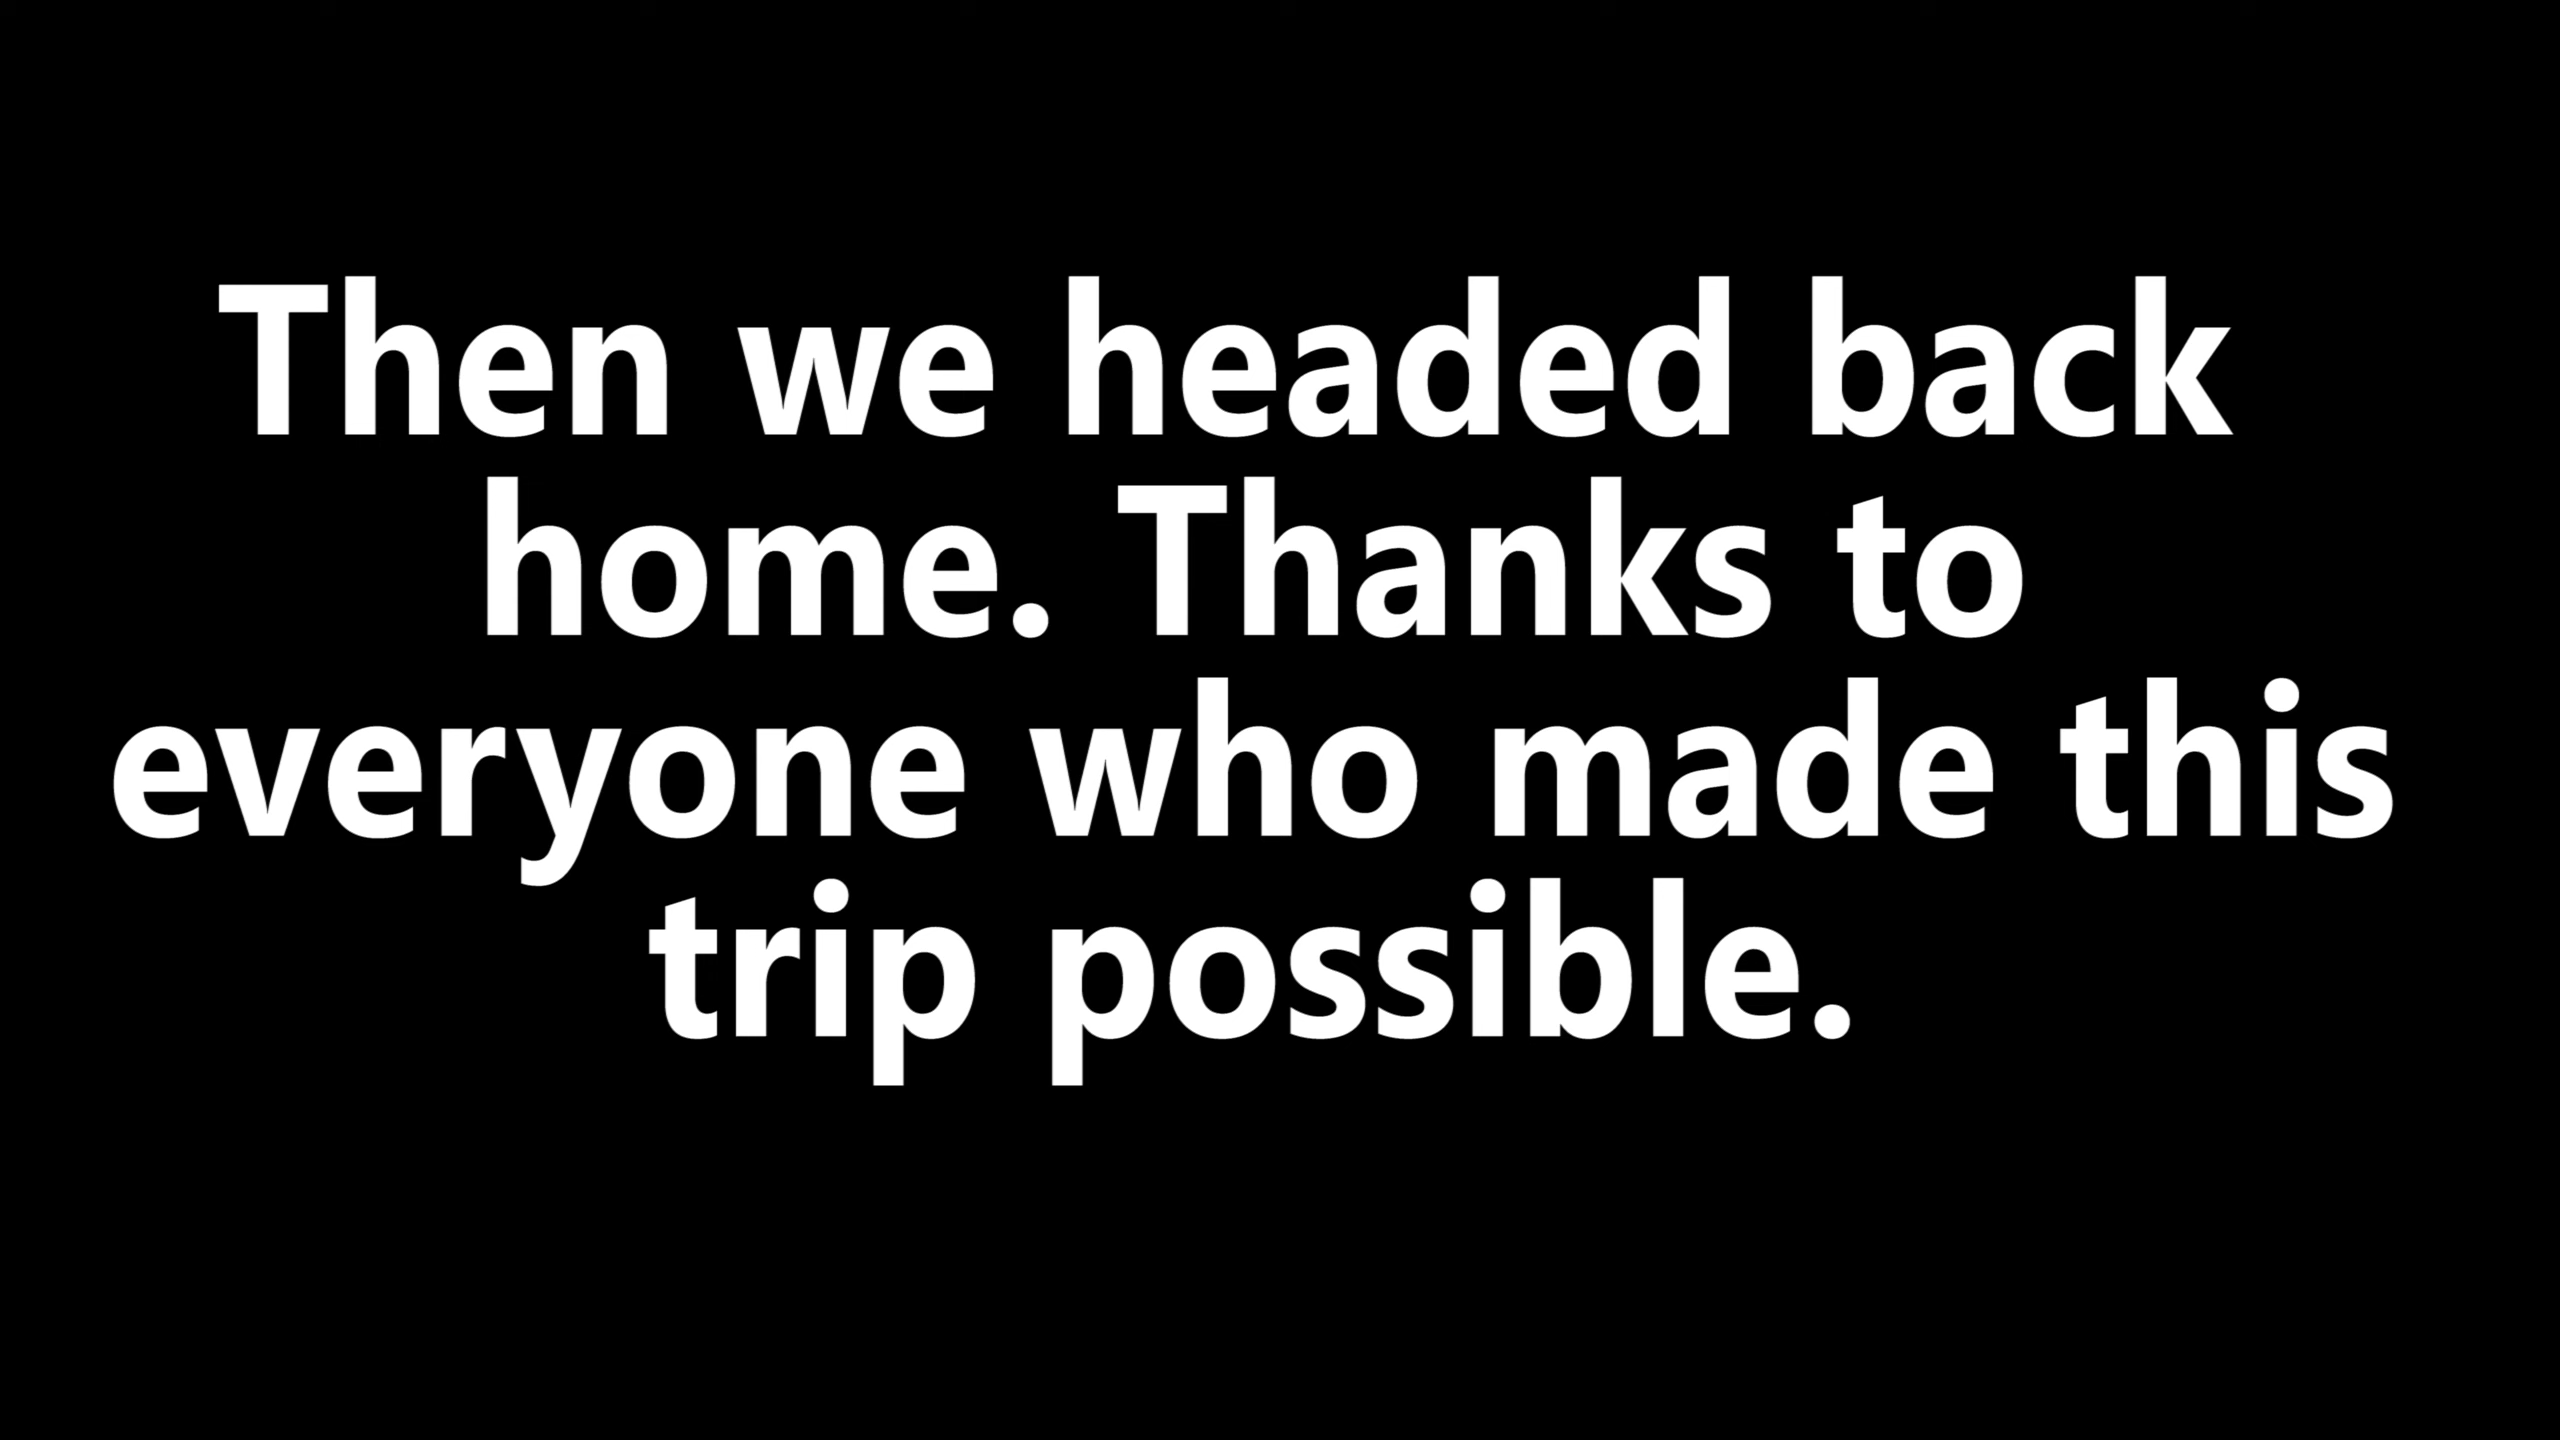 Then we headed back
home. Thanks to
everyone who made this
trip possible.